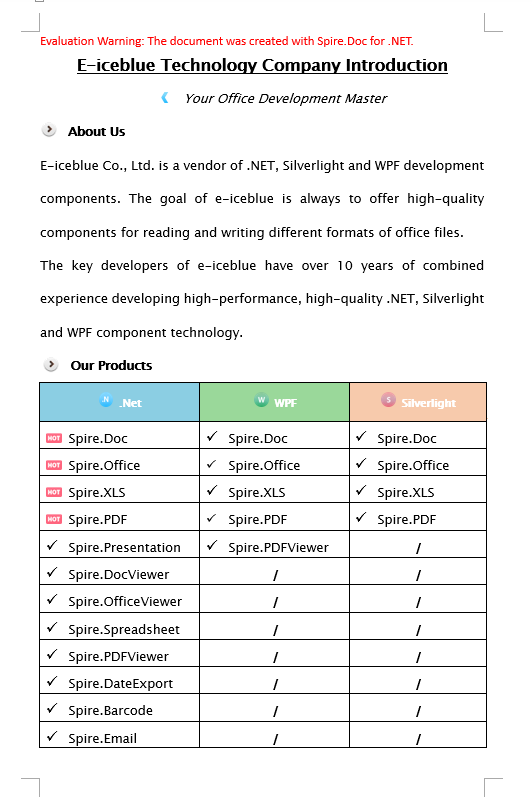 Evaluation Warning: The document was created with Spire.Doc for .NET.
E-iceblue Technology Company Introduction
Your Office Development Master
About Us
E-iceblue Co., Ltd. is a vendor of .NET, Silverlight and WPF development
components. The goal of e-iceblue is always to offer high-quality
components for reading and writing different formats of office files.
The key developers of e-iceblue have over 10 years of combined
experience developing high-performance, high-quality .NET, Silverlight
and WPF component technology.
Our Products
N .Net W WPF S Silverlight
HOT Spire.Doc ✓ Spire.Doc ✓ Spire.Doc
HOT Spire.Office ✓ Spire.Office ✓ Spire.Office
HOT Spire.XLS ✓ Spire.XLS ✓ Spire.XLS
HOT Spire.PDF ✓ Spire.PDF ✓ Spire.PDF
✓ Spire.Presentation ✓ Spire.PDFViewer /
✓ Spire.DocViewer / /
✓ Spire.OfficeViewer / /
✓ Spire.Spreadsheet / /
✓ Spire.PDFViewer / /
✓ Spire.DateExport / /
✓ Spire.Barcode / /
✓ Spire.Email / /